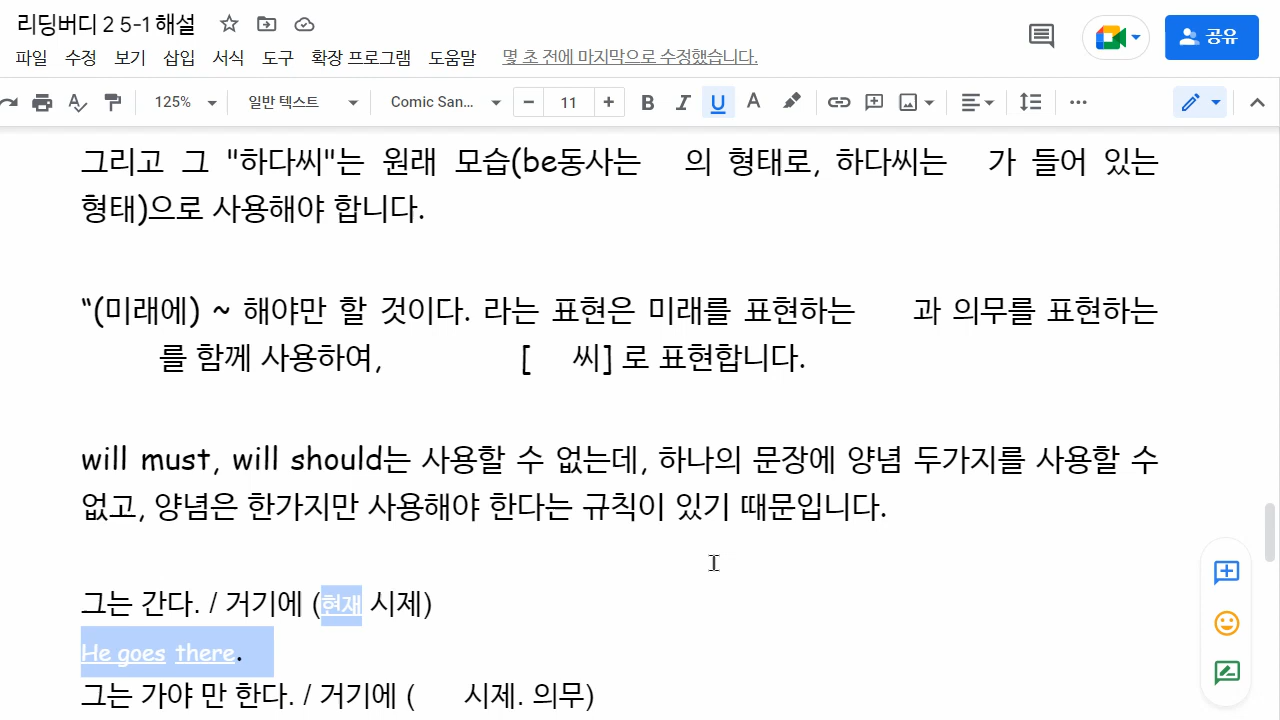 리딩버디 2 5-1 해설
파일 수정 보기 삽입 서식 도구 확장 프로그램 도움말 몇 초 전에 마지막으로 수정했습니다.
공유
125% 일반 텍스트 Comic San... − 11 + B I U A
그리고 그 "하다씨"는 원래 모습(be동사는 의 형태로, 하다씨는 가 들어 있는
형태)으로 사용해야 합니다.
“(미래에) ~ 해야만 할 것이다. 라는 표현은 미래를 표현하는 과 의무를 표현하는
를 함께 사용하여, [ 씨] 로 표현합니다.
will must, will should는 사용할 수 없는데, 하나의 문장에 양념 두가지를 사용할 수
없고, 양념은 한가지만 사용해야 한다는 규칙이 있기 때문입니다.
그는 간다. / 거기에 (현재 시제)
He goes there.
그는 가야 만 한다. / 거기에 ( 시제. 의무)